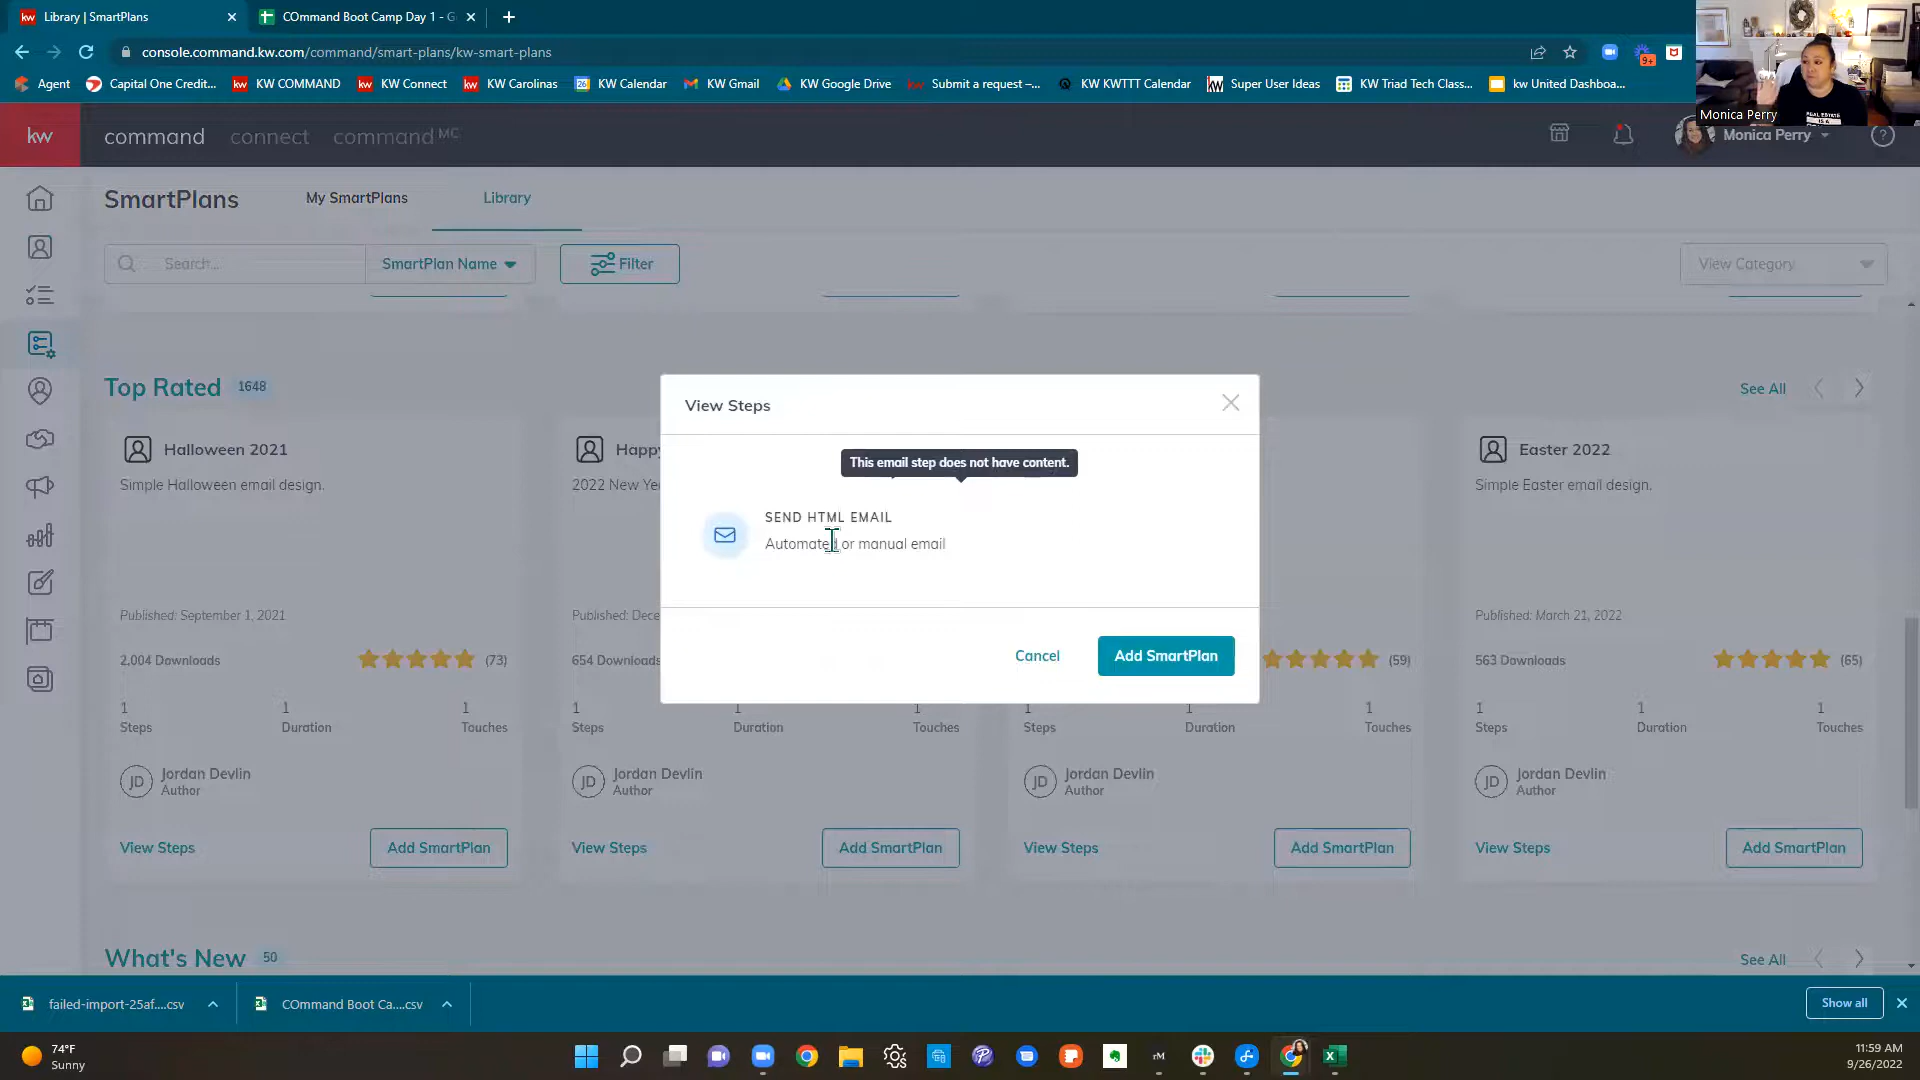 Library | SmartPlans
COmmand Boot Camp Day 1 - G
console.command.kw.com/command/smart-plans/kw-smart-plans
Agent
Capital One Credit...
KW COMMAND
KW Connect
KW Carolinas
KW Calendar
KW Gmail
KW Google Drive
Submit a request –...
KW KWTTT Calendar
Super User Ideas
KW Triad Tech Class...
kw United Dashboa...
Monica Perry
kw
command
connect
command MC
Monica Perry
SmartPlans
My SmartPlans
Library
Search...
SmartPlan Name
Filter
View Category
Top Rated 1648
See All
View Steps
This email step does not have content.
SEND HTML EMAIL
Automated or manual email
Cancel
Add SmartPlan
Halloween 2021
Simple Halloween email design.
Published: September 1, 2021
2,004 Downloads
(73)
1 Steps
1 Duration
1 Touches
JD
Jordan Devlin
Author
View Steps
Add SmartPlan
Happy
2022 New Ye
Published: Dece
654 Downloads
1 Steps
1 Duration
1 Touches
JD
Jordan Devlin
Author
View Steps
Add SmartPlan
(59)
1 Steps
1 Duration
1 Touches
JD
Jordan Devlin
Author
View Steps
Add SmartPlan
Easter 2022
Simple Easter email design.
Published: March 21, 2022
563 Downloads
(65)
1 Steps
1 Duration
1 Touches
JD
Jordan Devlin
Author
View Steps
Add SmartPlan
What's New 50
See All
failed-import-25af....csv
COmmand Boot Ca....csv
Show all
74°F
Sunny
11:59 AM
9/26/2022